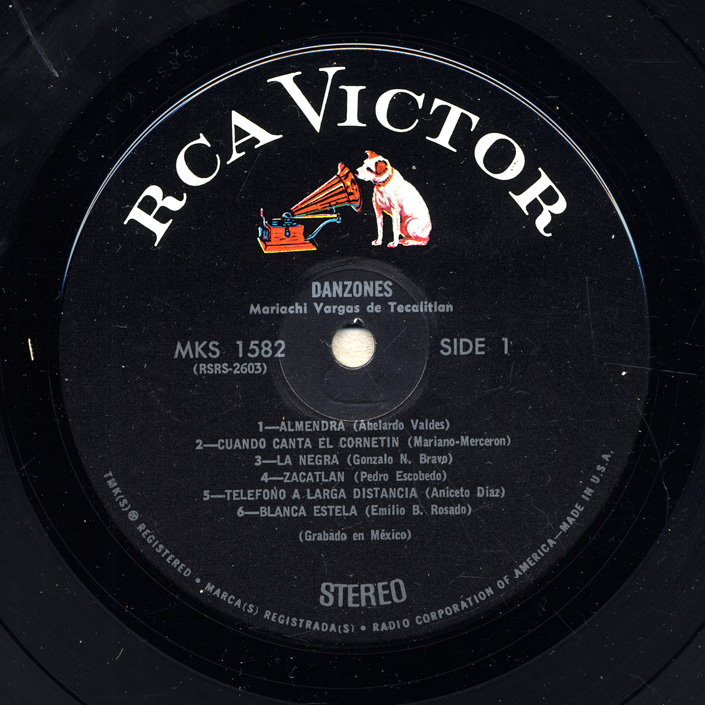 RCA VICTOR
DANZONES
Mariachi Vargas de Tecalitlan
MKS 1582
(RSRS-2603)
SIDE 1
1—ALMENDRA (Abelardo Valdes)
2—CUANDO CANTA EL CORNETIN (Mariano-Merceron)
3—LA NEGRA (Gonzalo N. Bravo)
4—ZACATLAN (Pedro Escobedo)
5—TELEFONO A LARGA DISTANCIA (Aniceto Diaz)
6—BLANCA ESTELA (Emilio B. Rosado)
(Grabado en México)
STEREO
TMK(S) ® REGISTERED • MARCA(S) REGISTRADA(S) • RADIO CORPORATION OF AMERICA—MADE IN U.S.A.